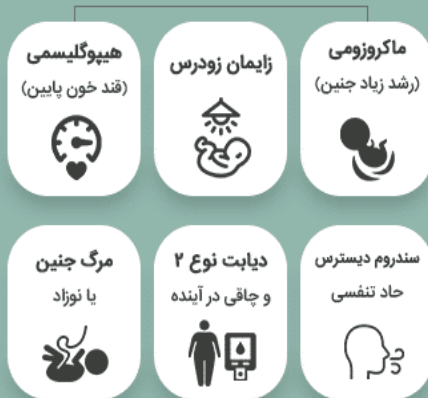 ماکروزومی
(رشد زیاد جنین)
زایمان زودرس
هیپوگلیسمی
(قند خون پایین)
سندروم دیسترس
حاد تنفسی
دیابت نوع ۲
و چاقی در آینده
مرگ جنین
یا نوزاد